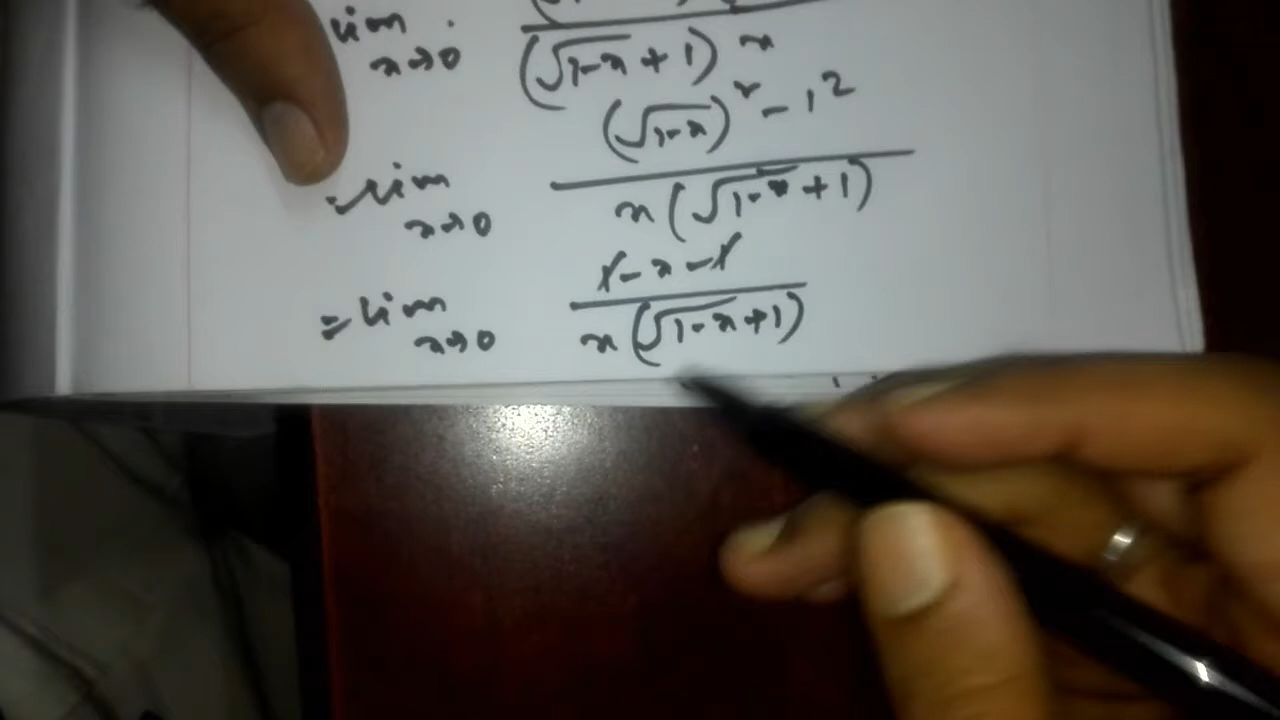 lim x→0 (√1-x + 1) x
= lim x→0 (√1-x)² - 1² / x(√1-x + 1)
= lim x→0 1 - x - 1 / x(√1-x + 1)